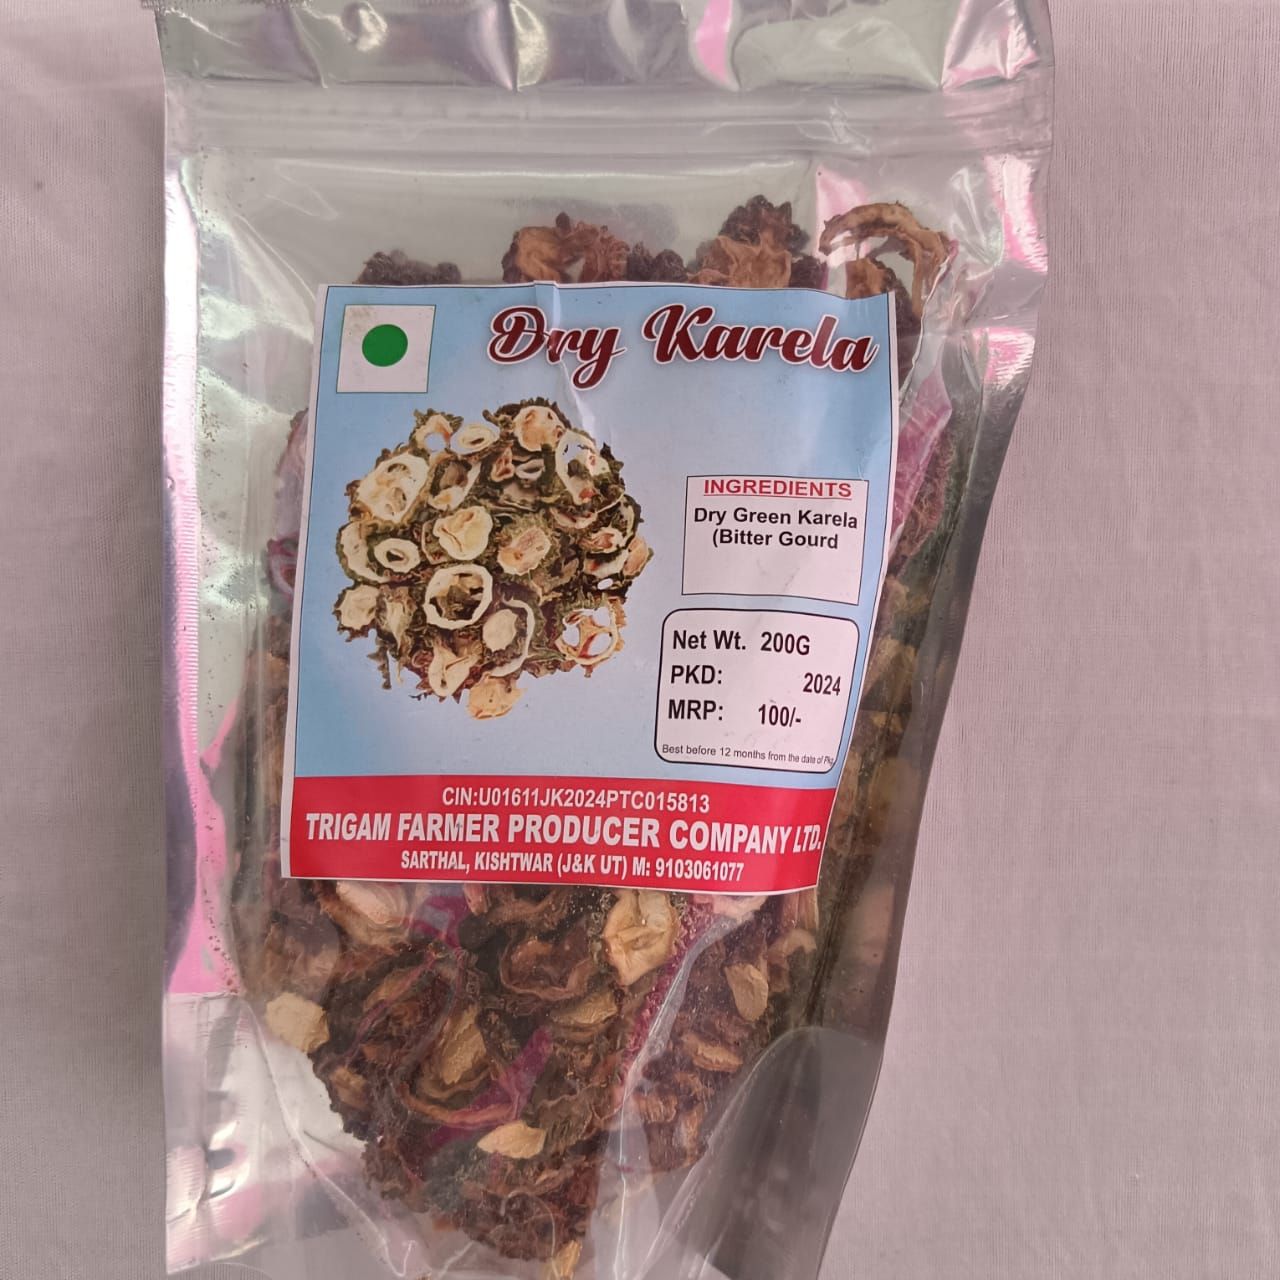 Dry Karela
INGREDIENTS
Dry Green Karela
(Bitter Gourd
Net Wt. 200G
PKD: 2024
MRP: 100/-
Best before 12 months from the date of Pkg
CIN:U01611JK2024PTC015813
TRIGAM FARMER PRODUCER COMPANY LTD.
SARTHAL, KISHTWAR (J&K UT) M: 9103061077